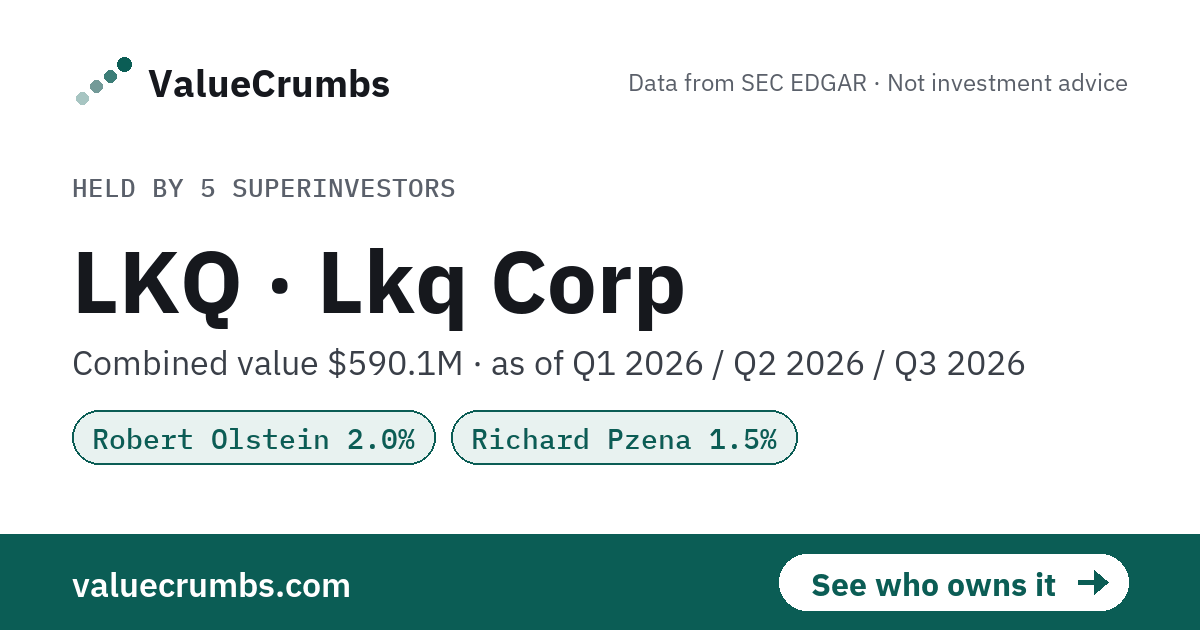 ValueCrumbs
Data from SEC EDGAR · Not investment advice
HELD BY 5 SUPERINVESTORS
LKQ · Lkq Corp
Combined value $590.1M · as of Q1 2026 / Q2 2026 / Q3 2026
Robert Olstein 2.0%
Richard Pzena 1.5%
valuecrumbs.com
See who owns it →